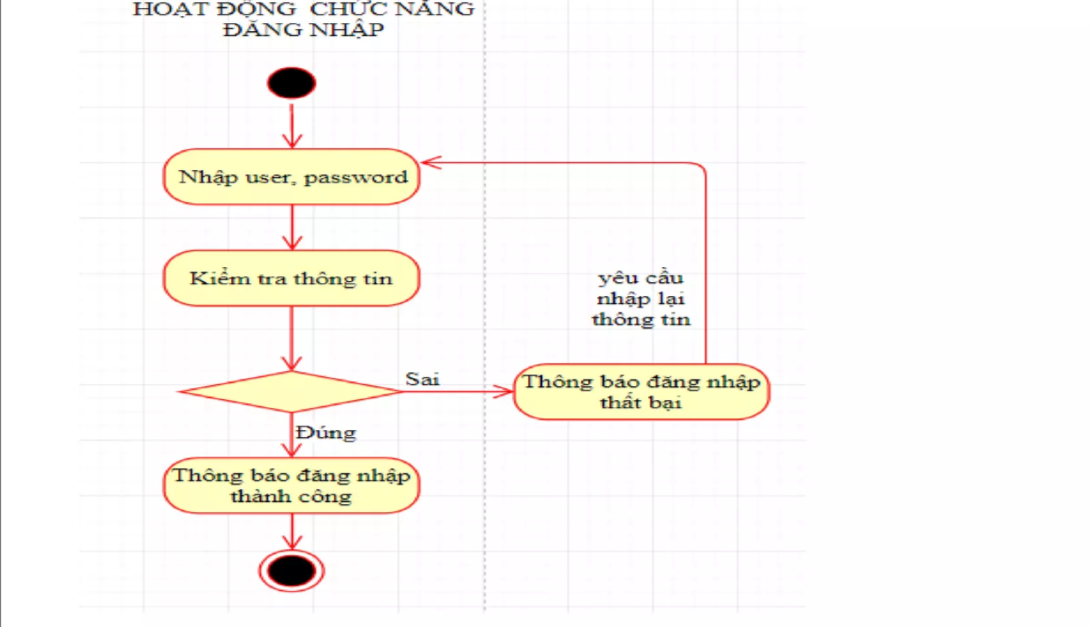 HOẠT ĐỘNG CHỨC NĂNG
ĐĂNG NHẬP
Nhập user, password
Kiểm tra thông tin
yêu cầu
nhập lại
thông tin
Sai
Thông báo đăng nhập
thất bại
Đúng
Thông báo đăng nhập
thành công